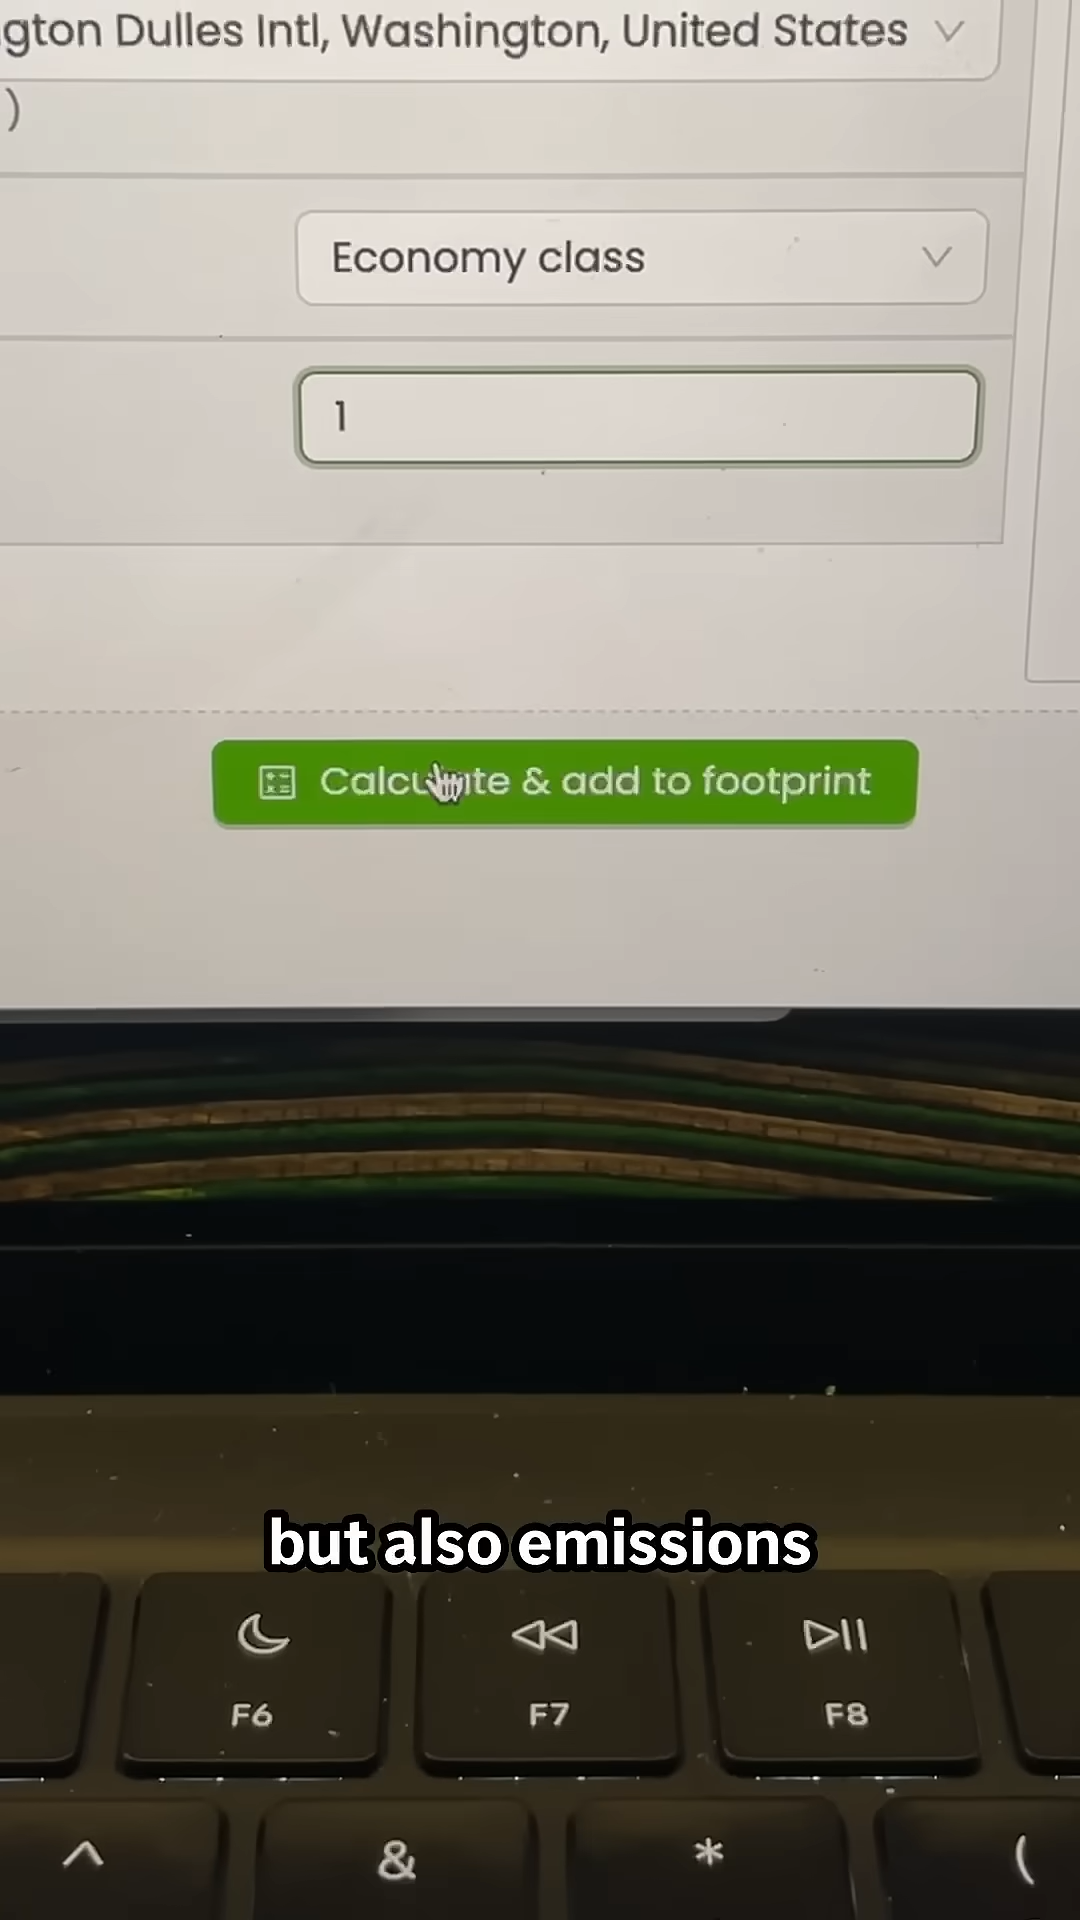 gton Dulles Intl, Washington, United States
)
Economy class
1
Calculate & add to footprint
but also emissions
F6
F7
F8
^
&
*
(